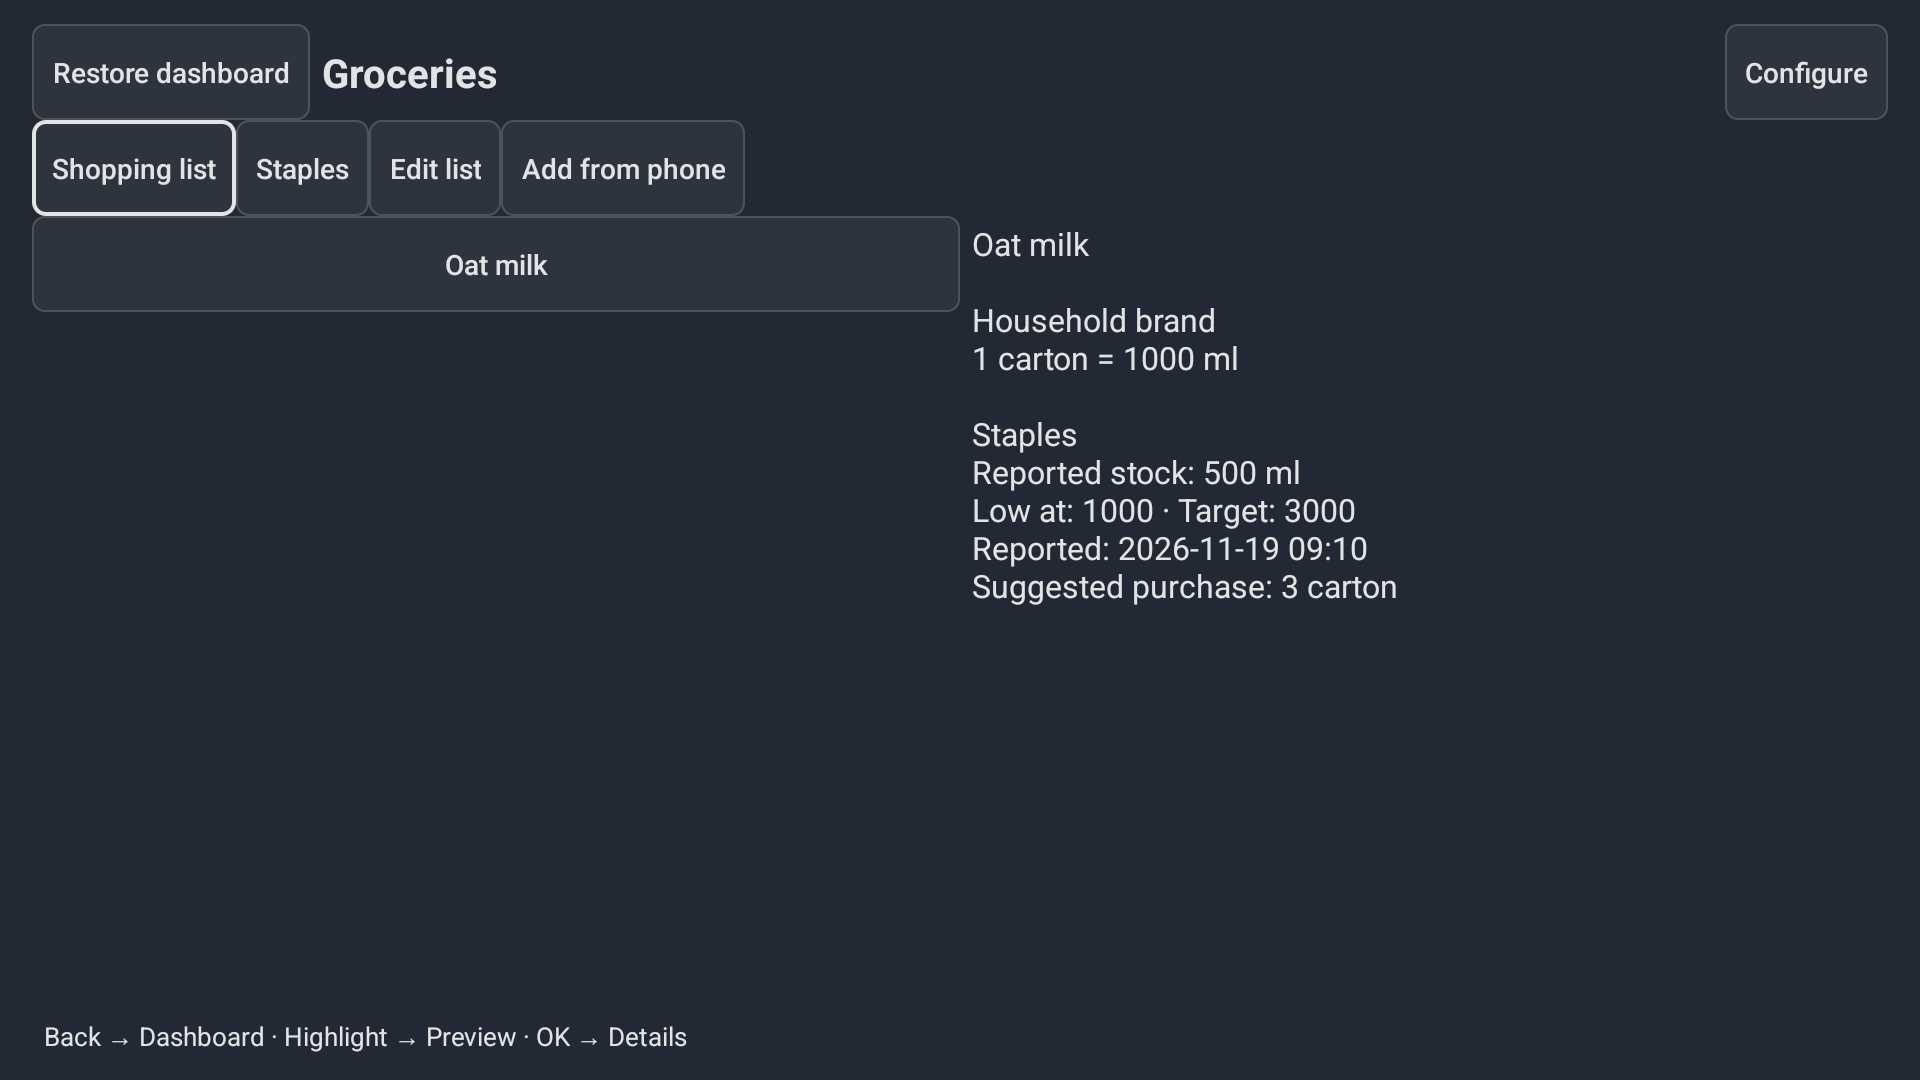 Restore dashboard
Groceries
Configure
Shopping list
Staples
Edit list
Add from phone
Oat milk
Oat milk
Household brand
1 carton = 1000 ml
Staples
Reported stock: 500 ml
Low at: 1000 · Target: 3000
Reported: 2026-11-19 09:10
Suggested purchase: 3 carton
Back → Dashboard · Highlight → Preview · OK → Details